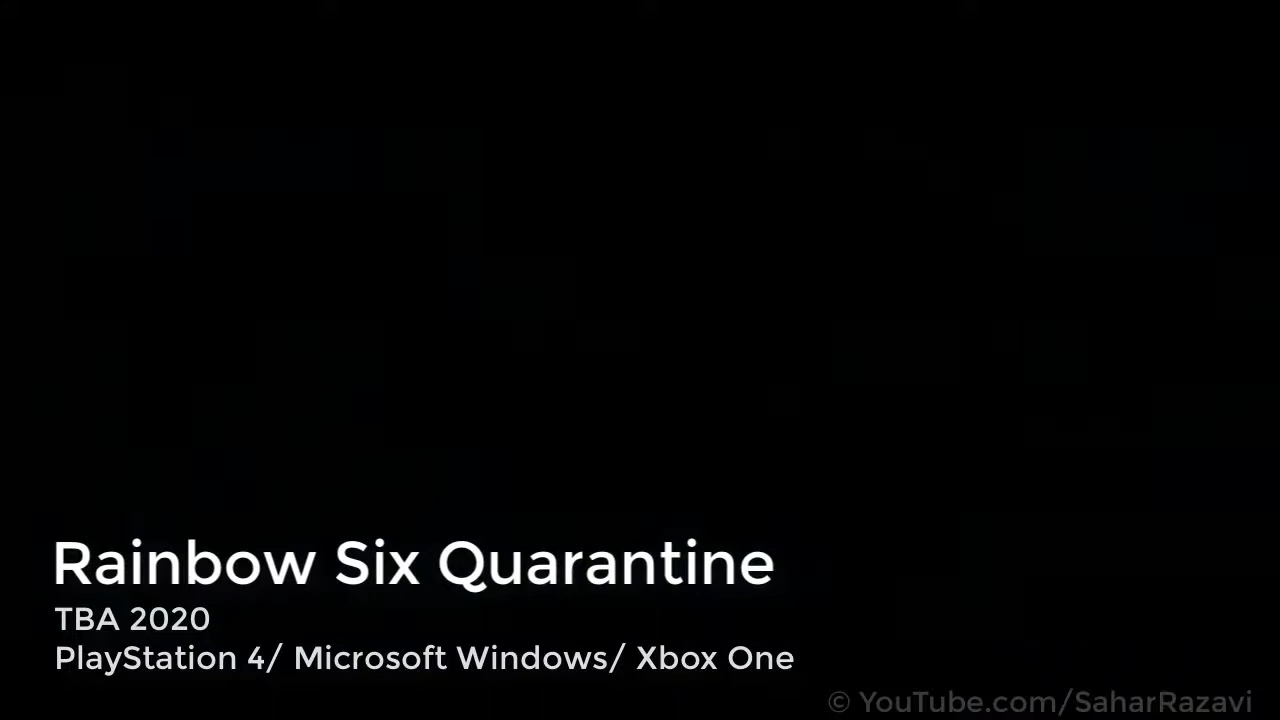 Rainbow Six Quarantine
TBA 2020
PlayStation 4/ Microsoft Windows/ Xbox One
© YouTube.com/SaharRazavi